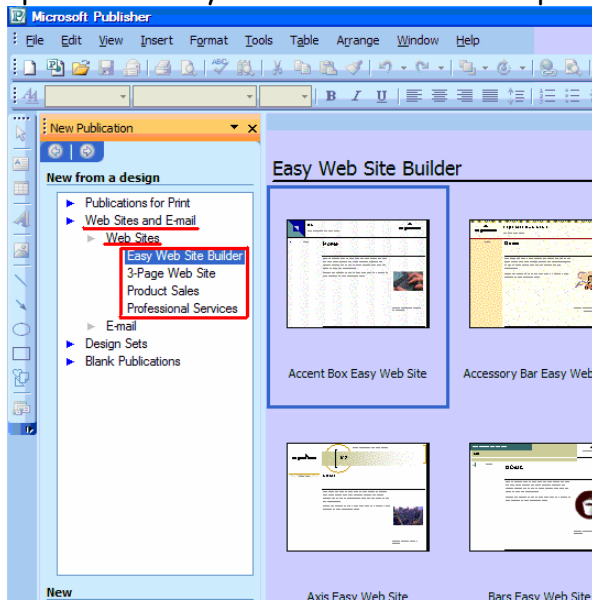 Microsoft Publisher
File Edit View Insert Format Tools Table Arrange Window Help
B I U
New Publication
New from a design
Easy Web Site Builder
Publications for Print
Web Sites and E-mail
Web Sites
Easy Web Site Builder
3-Page Web Site
Product Sales
Professional Services
E-mail
Design Sets
Blank Publications
Accent Box Easy Web Site
Accessory Bar Easy Web
New
Axis Easy Web Site
Bars Easy Web Site